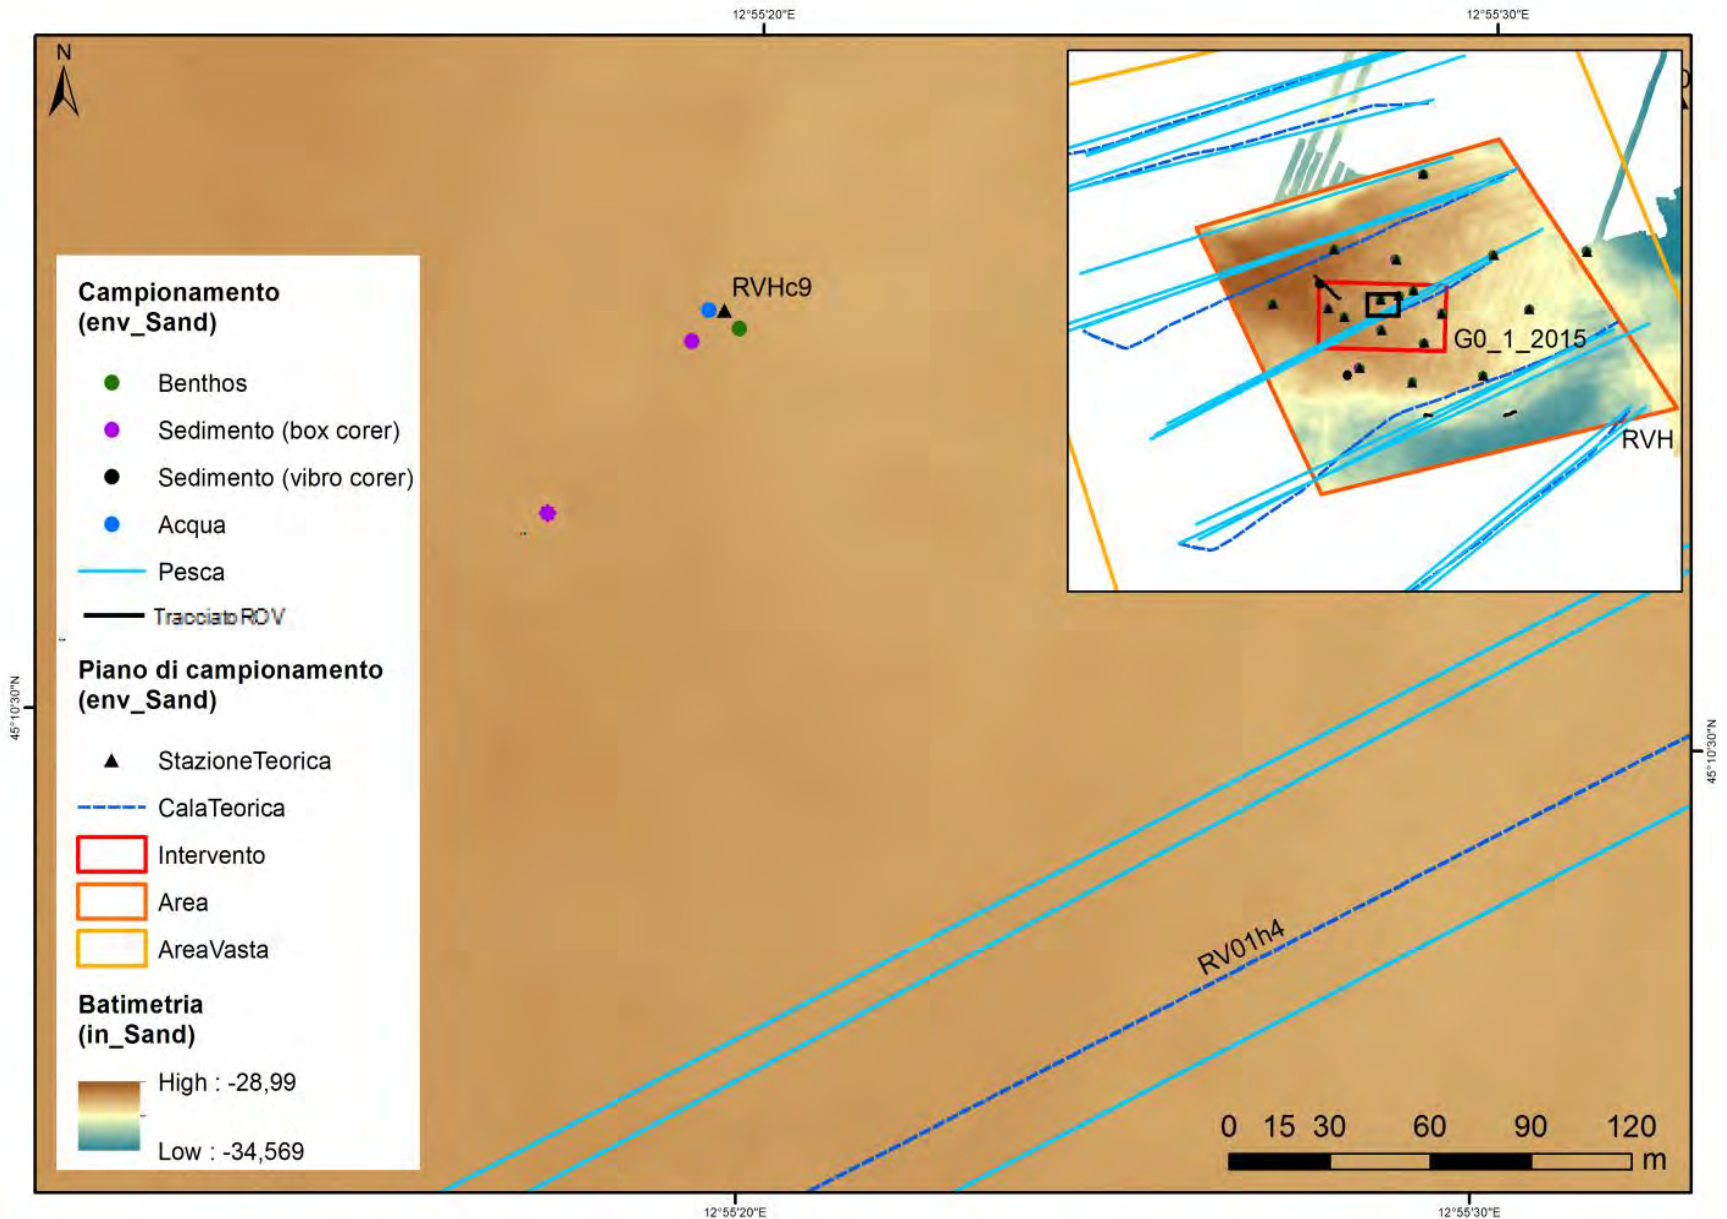 12°55'20"E
12°55'30"E
N
RVHc9
G0_1_2015
RVH
Campionamento
(env_Sand)
Benthos
Sedimento (box corer)
Sedimento (vibro corer)
Acqua
Pesca
Tracciato ROV
Piano di campionamento
(env_Sand)
StazioneTeorica
CalaTeorica
Intervento
Area
AreaVasta
Batimetria
(in_Sand)
High : -28,99
Low : -34,569
45°10'30"N
45°10'30"N
RV01h4
0 15 30 60 90 120
m
12°55'20"E
12°55'30"E